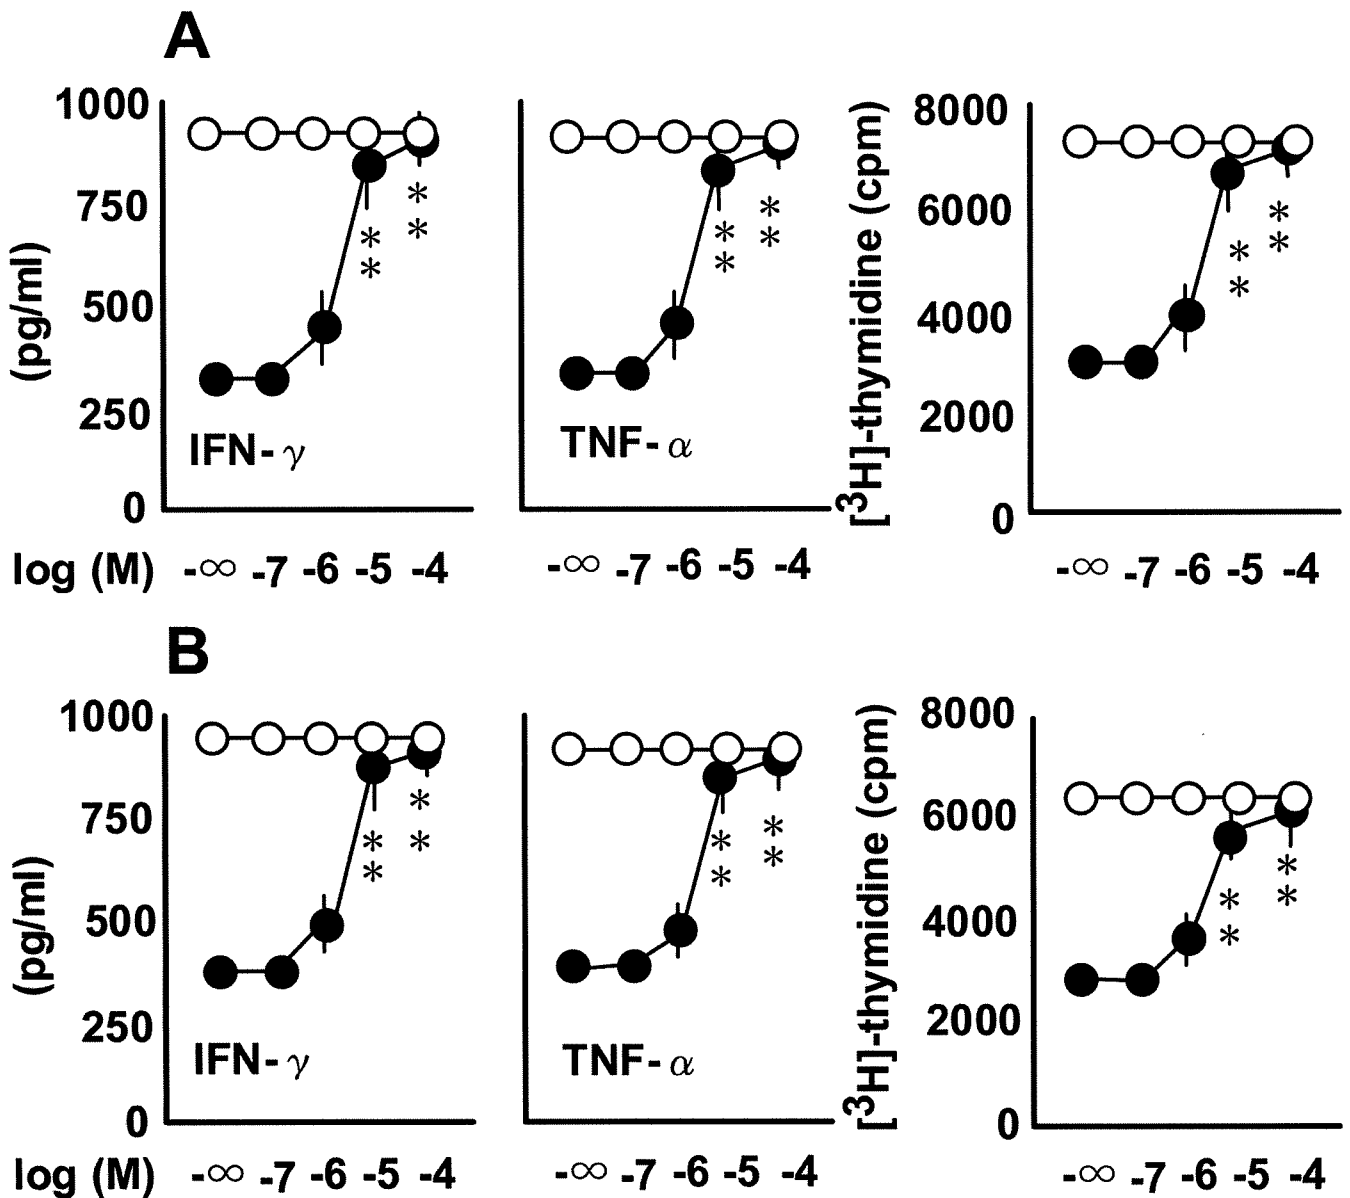 A
1000
750
500
250
0
(pg/ml)
IFN- γ
* *
* *
TNF- α
* *
* *
[3H]-thymidine (cpm)
8000
6000
4000
2000
0
* *
* *
log (M) -∞ -7 -6 -5 -4
-∞ -7 -6 -5 -4
-∞ -7 -6 -5 -4
B
1000
750
500
250
0
(pg/ml)
IFN- γ
* *
* *
TNF- α
* *
* *
[3H]-thymidine (cpm)
8000
6000
4000
2000
0
* *
* *
log (M) -∞ -7 -6 -5 -4
-∞ -7 -6 -5 -4
-∞ -7 -6 -5 -4